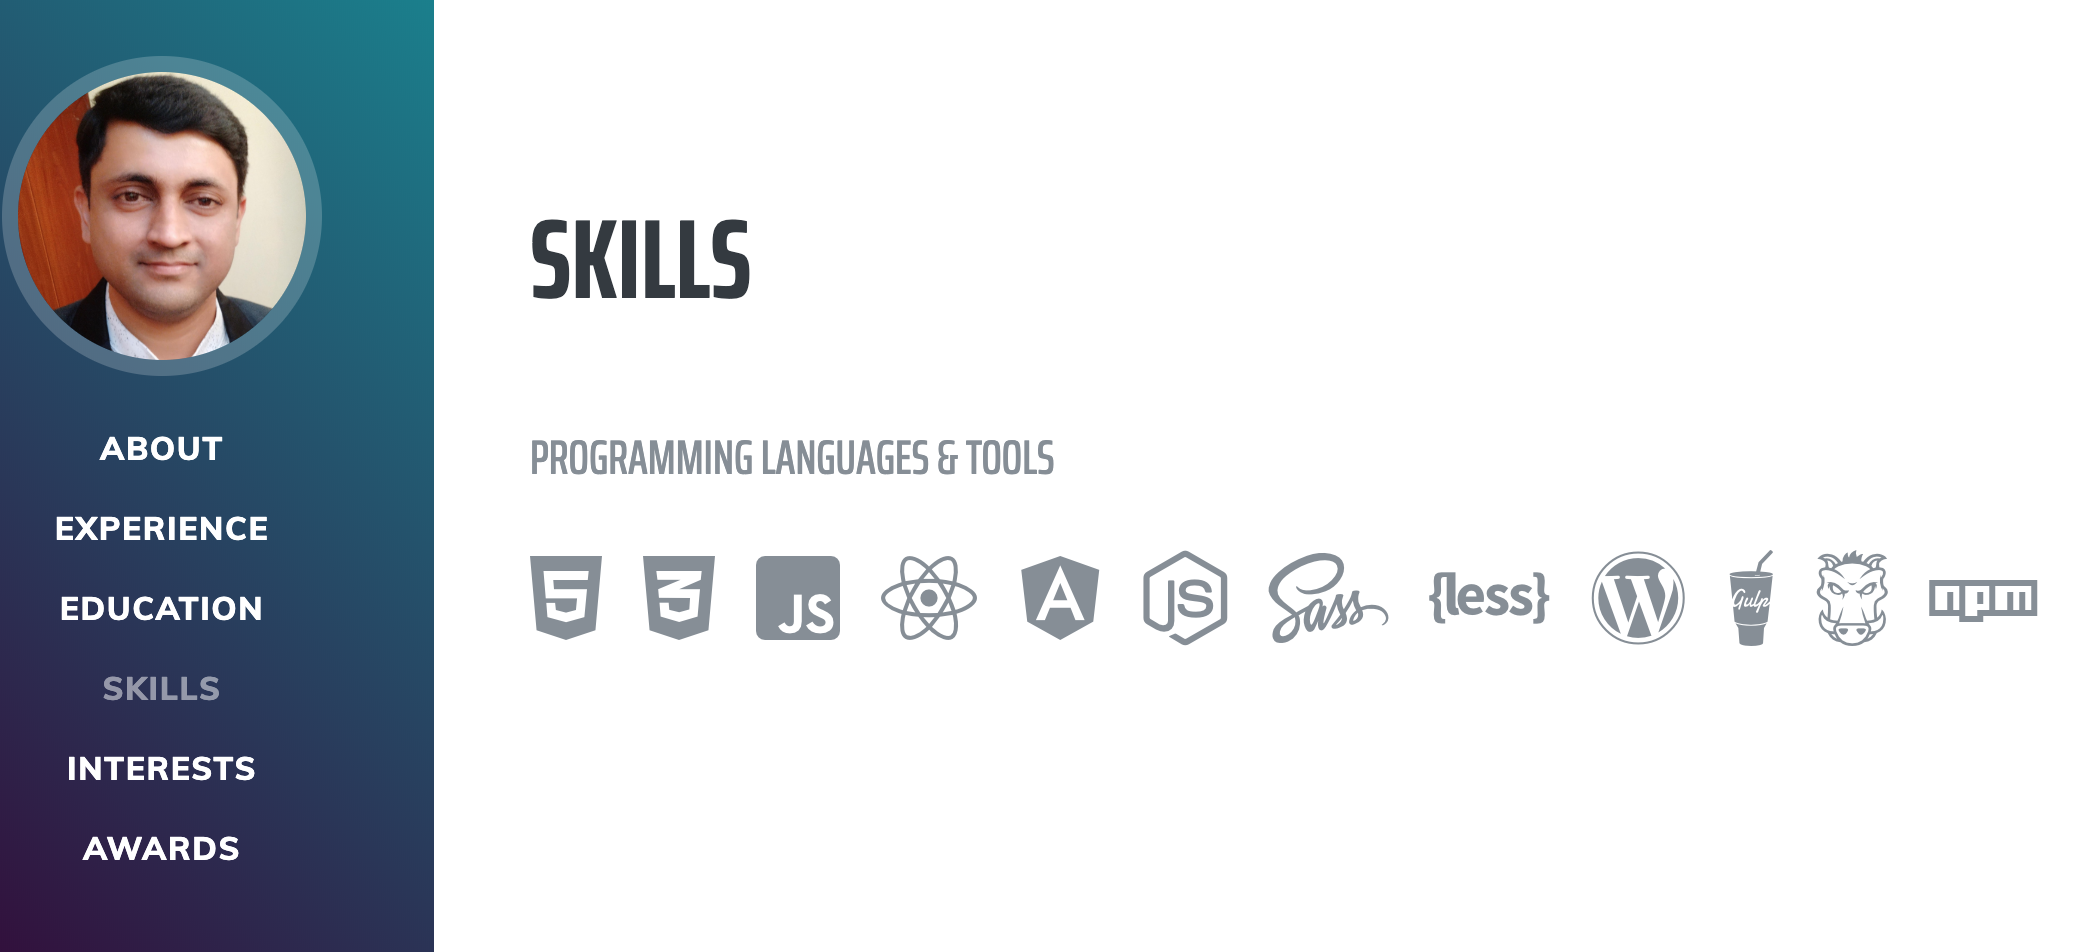 ABOUT
EXPERIENCE
EDUCATION
SKILLS
INTERESTS
AWARDS
SKILLS
PROGRAMMING LANGUAGES & TOOLS
5 3 JS A JS Sass {less} W Gulp npm